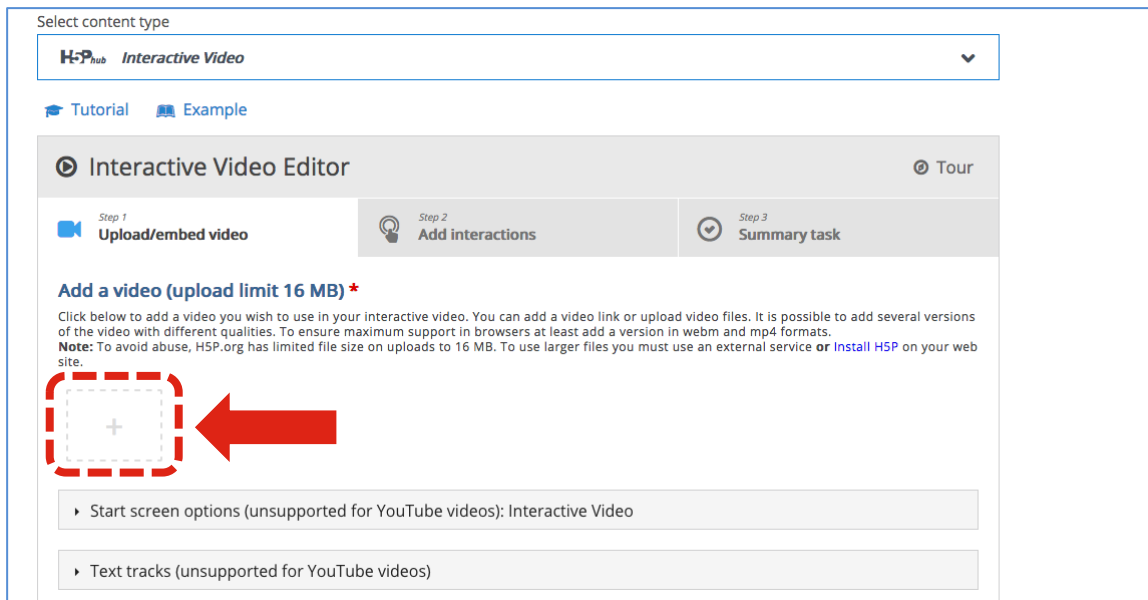 Select content type
H5Phub Interactive Video
Tutorial Example
Interactive Video Editor Tour
Step 1
Upload/embed video
Step 2
Add interactions
Step 3
Summary task
Add a video (upload limit 16 MB) *
Click below to add a video you wish to use in your interactive video. You can add a video link or upload video files. It is possible to add several versions
of the video with different qualities. To ensure maximum support in browsers at least add a version in webm and mp4 formats.
Note: To avoid abuse, H5P.org has limited file size on uploads to 16 MB. To use larger files you must use an external service or Install H5P on your web
site.
+
Start screen options (unsupported for YouTube videos): Interactive Video
Text tracks (unsupported for YouTube videos)